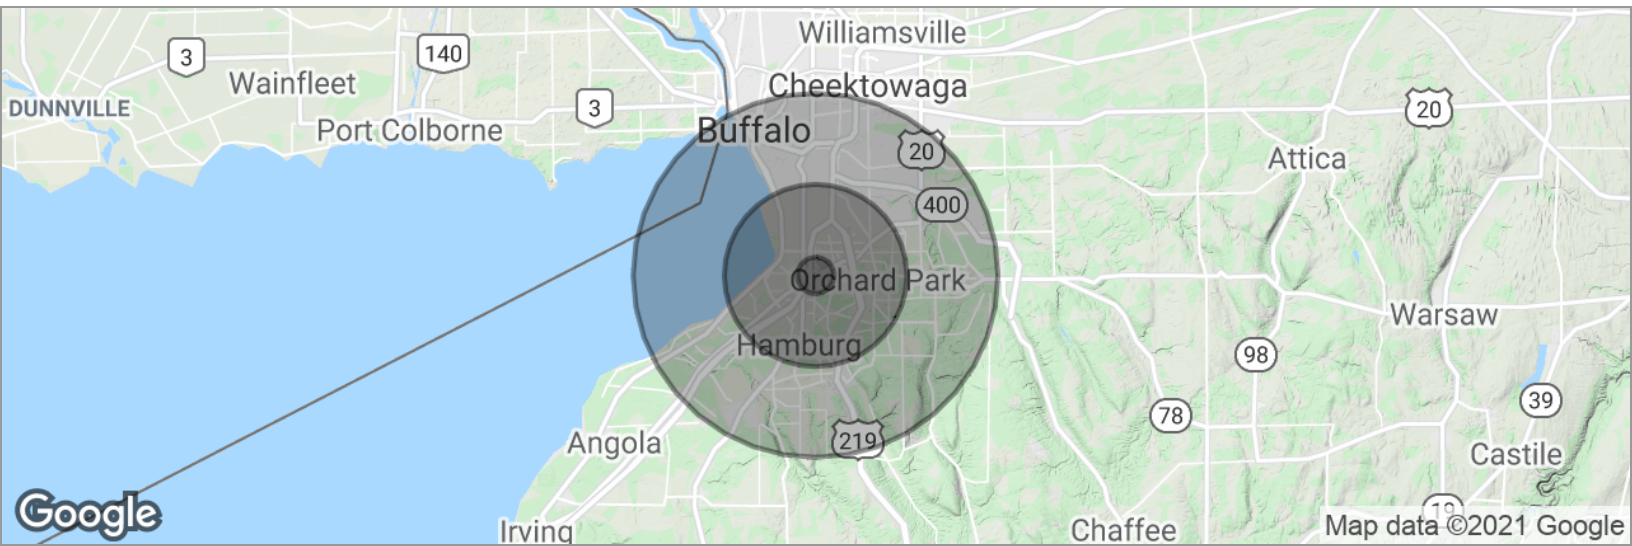 Williamsville
3
140
Wainfleet
Cheektowaga
DUNNVILLE
3
20
Port Colborne
Buffalo
20
Attica
400
Orchard Park
Warsaw
Hamburg
98
39
78
219
Angola
Castile
Google
19
Irving
Chaffee
Map data ©2021 Google